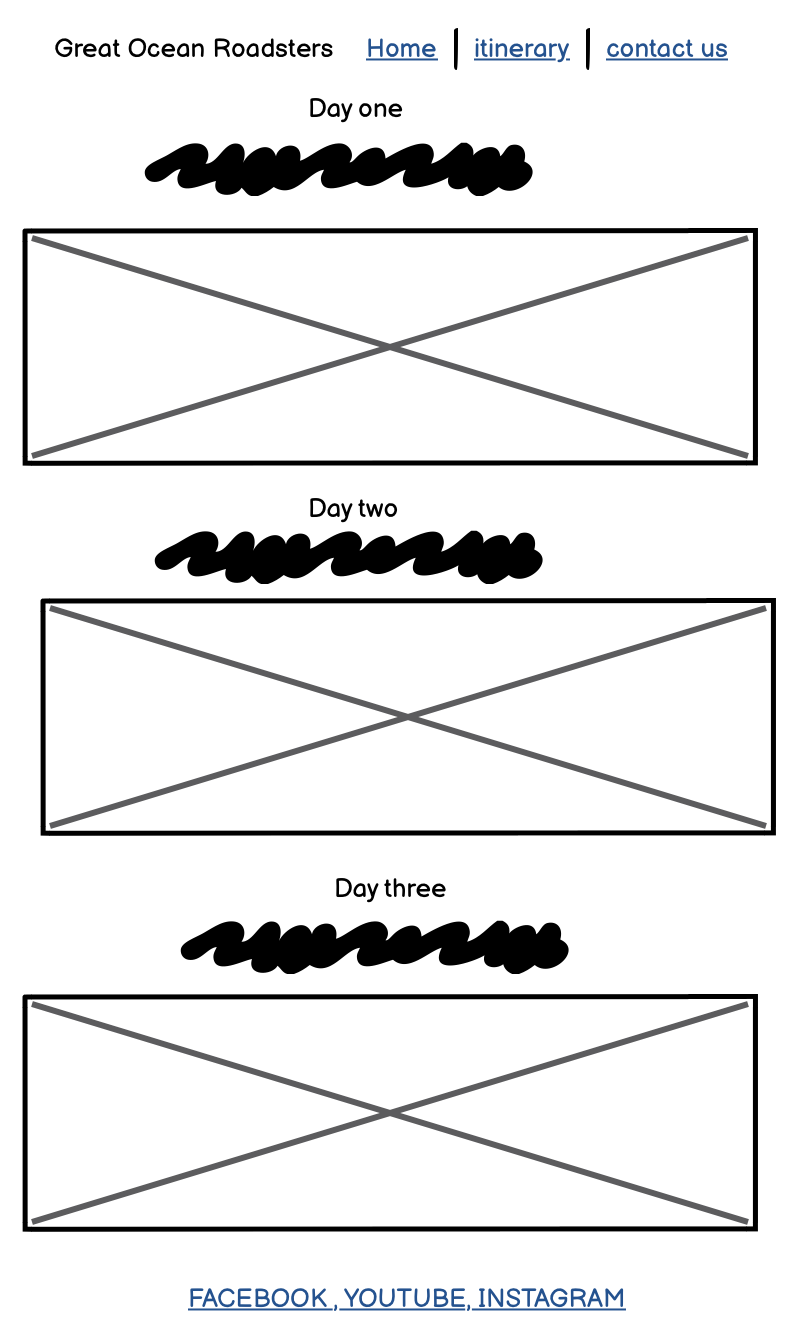 Great Ocean Roadsters Home | itinerary | contact us
Day one
Day two
Day three
FACEBOOK , YOUTUBE, INSTAGRAM